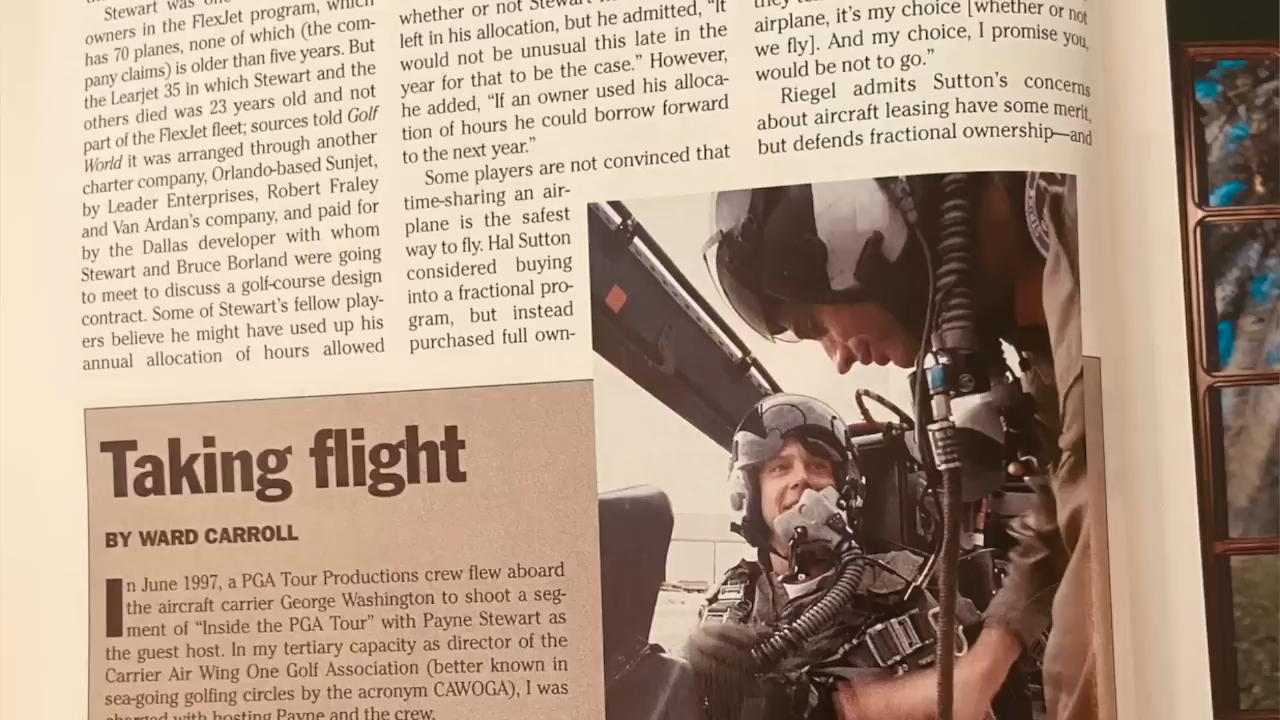 Stewart was
owners in the FlexJet program, which
has 70 planes, none of which (the com-
pany claims) is older than five years. But
the Learjet 35 in which Stewart and the
others died was 23 years old and not
part of the FlexJet fleet; sources told Golf
World it was arranged through another
charter company, Orlando-based Sunjet,
by Leader Enterprises, Robert Fraley
and Van Ardan's company, and paid for
by the Dallas developer with whom
Stewart and Bruce Borland were going
to meet to discuss a golf-course design
contract. Some of Stewart's fellow play-
ers believe he might have used up his
annual allocation of hours allowed
whether or not
left in his allocation, but he admitted, "It
would not be unusual this late in the
year for that to be the case." However,
he added, "If an owner used his alloca-
tion of hours he could borrow forward
to the next year."
Some players are not convinced that
time-sharing an air-
plane is the safest
way to fly. Hal Sutton
considered buying
into a fractional pro-
gram, but instead
purchased full own-
airplane, it's my choice [whether or not
we fly]. And my choice, I promise you,
would be not to go."
Riegel admits Sutton's concerns
about aircraft leasing have some merit,
but defends fractional ownership—and
Taking flight
BY WARD CARROLL
In June 1997, a PGA Tour Productions crew flew aboard
the aircraft carrier George Washington to shoot a seg-
ment of "Inside the PGA Tour" with Payne Stewart as
the guest host. In my tertiary capacity as director of the
Carrier Air Wing One Golf Association (better known in
sea-going golfing circles by the acronym CAWOGA), I was
charged with hosting Payne and the crew.